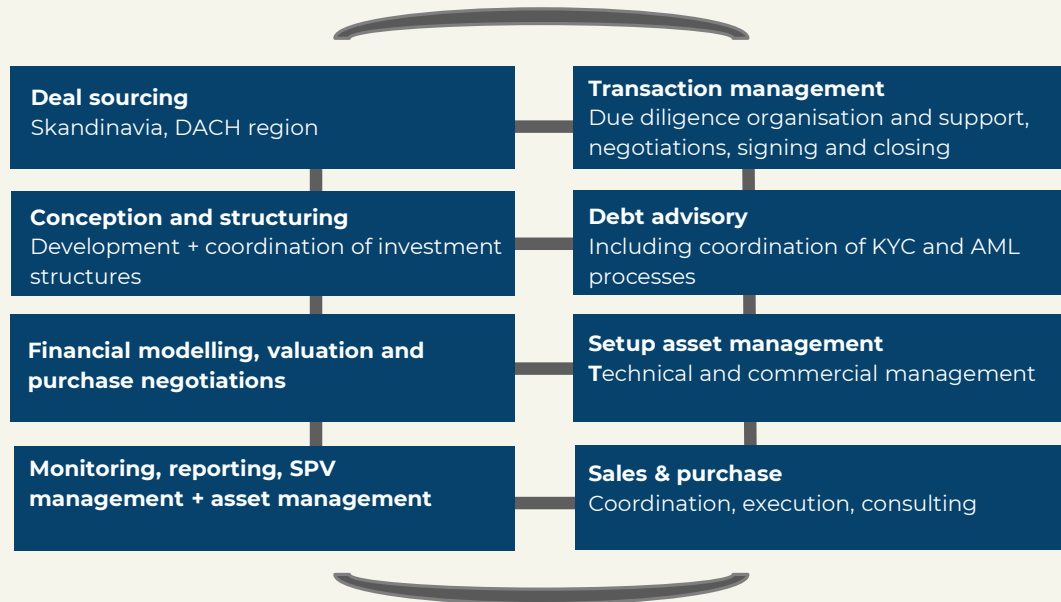 Deal sourcing
Skandinavia, DACH region
Transaction management
Due diligence organisation and support,
negotiations, signing and closing
Conception and structuring
Development + coordination of investment
structures
Debt advisory
Including coordination of KYC and AML
processes
Financial modelling, valuation and
purchase negotiations
Setup asset management
Technical and commercial management
Monitoring, reporting, SPV
management + asset management
Sales & purchase
Coordination, execution, consulting